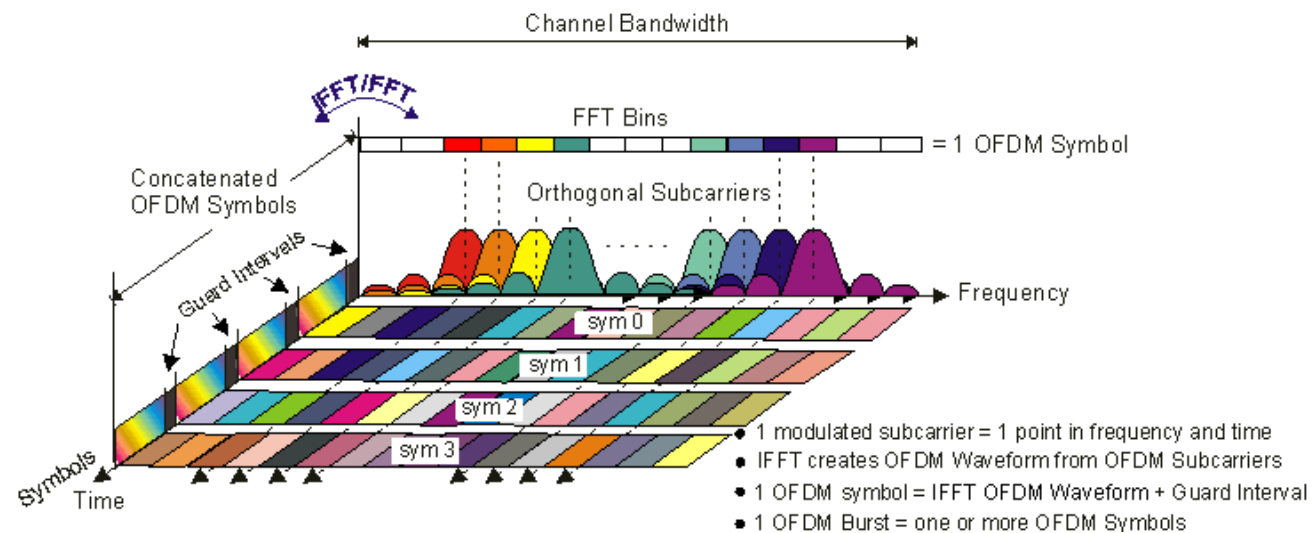 Channel Bandwidth
IFFT/FFT
FFT Bins
= 1 OFDM Symbol
Concatenated
OFDM Symbols
Orthogonal Subcarriers
Guard Intervals
Frequency
sym 0
sym 1
sym 2
sym 3
Symbols
Time
● 1 modulated subcarrier = 1 point in frequency and time
● IFFT creates OFDM Waveform from OFDM Subcarriers
● 1 OFDM symbol = IFFT OFDM Waveform + Guard Interval
● 1 OFDM Burst = one or more OFDM Symbols